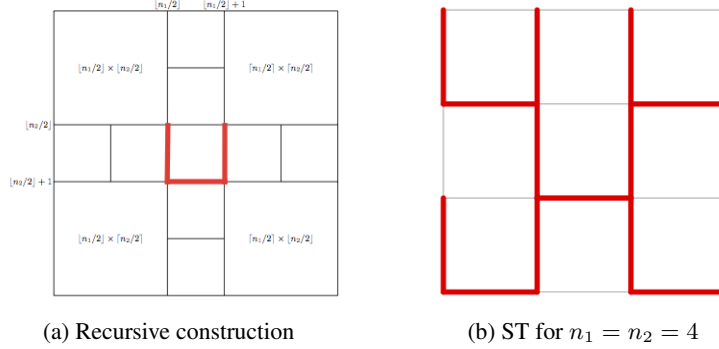 ⌊n₁/2⌋ ⌊n₁/2⌋ + 1
⌊n₁/2⌋ × ⌊n₂/2⌋ ⌈n₁/2⌉ × ⌈n₂/2⌉
⌊n₂/2⌋
⌊n₂/2⌋ + 1
⌊n₁/2⌋ × ⌈n₂/2⌉ ⌈n₁/2⌉ × ⌊n₂/2⌋
(a) Recursive construction
(b) ST for n₁ = n₂ = 4